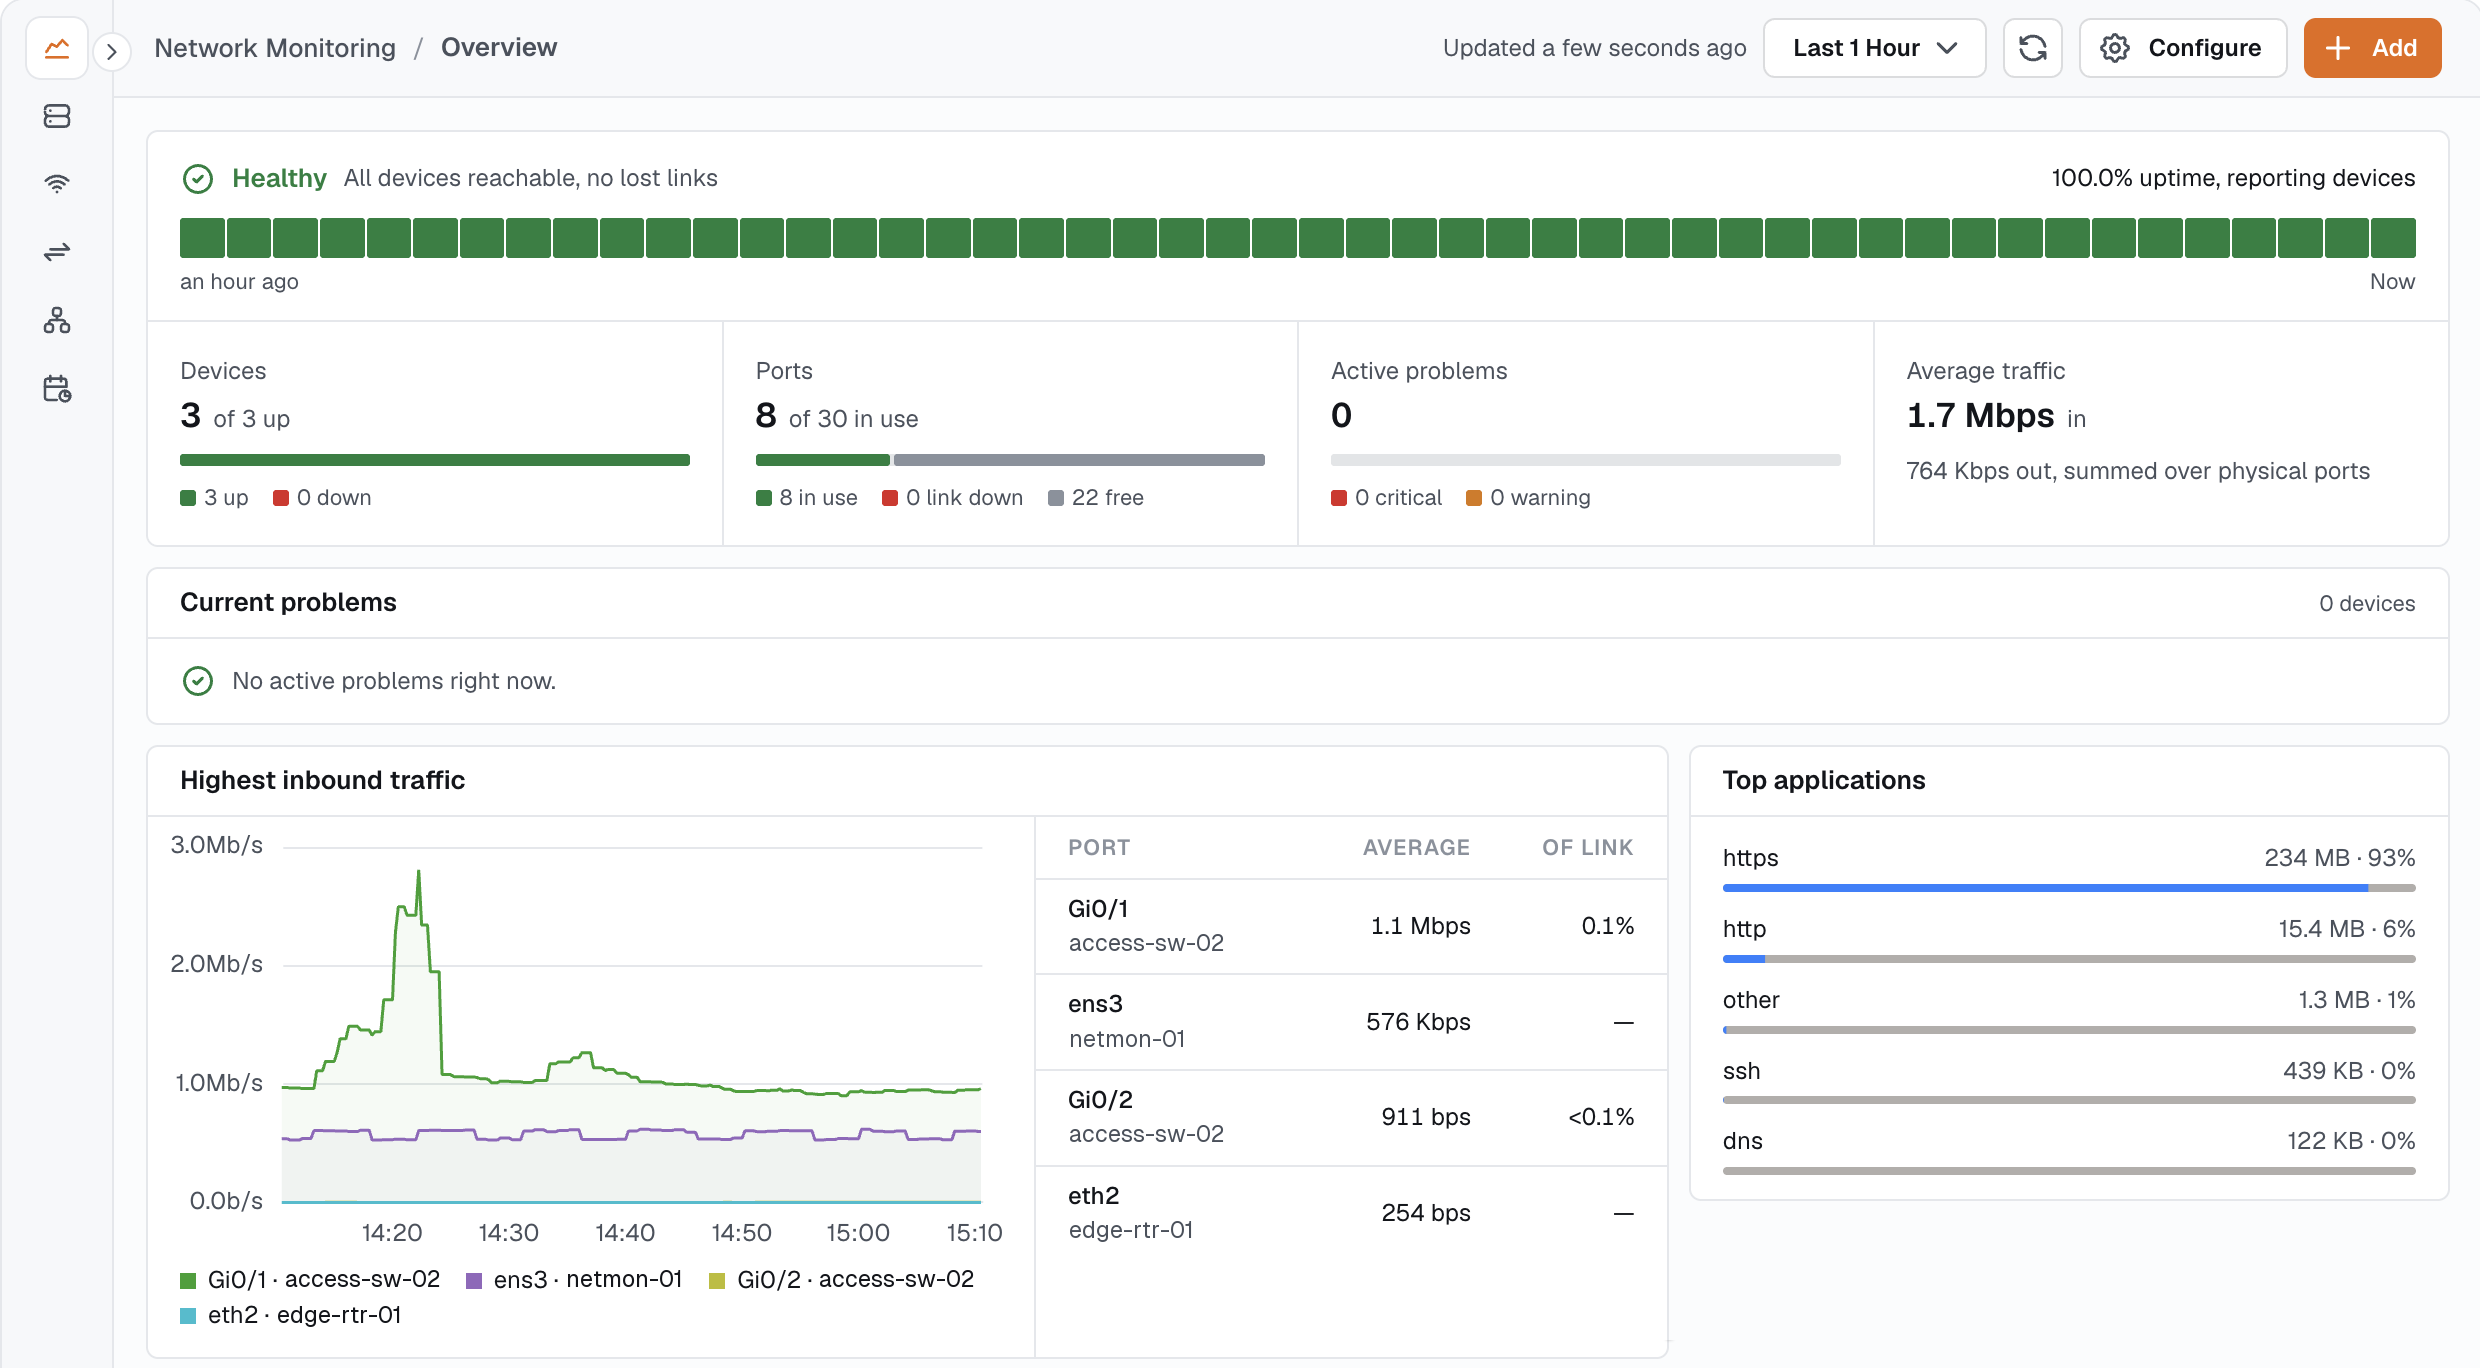 Network Monitoring / Overview
Updated a few seconds ago
Last 1 Hour
Configure
Add
Healthy All devices reachable, no lost links
100.0% uptime, reporting devices
an hour ago
Now
Devices
3 of 3 up
3 up 0 down
Ports
8 of 30 in use
8 in use 0 link down 22 free
Active problems
0
0 critical 0 warning
Average traffic
1.7 Mbps in
764 Kbps out, summed over physical ports
Current problems
0 devices
No active problems right now.
Highest inbound traffic
3.0Mb/s
2.0Mb/s
1.0Mb/s
0.0b/s
14:20 14:30 14:40 14:50 15:00 15:10
Gi0/1 · access-sw-02 ens3 · netmon-01 Gi0/2 · access-sw-02
eth2 · edge-rtr-01
PORT AVERAGE OF LINK
Gi0/1
access-sw-02
1.1 Mbps 0.1%
ens3
netmon-01
576 Kbps —
Gi0/2
access-sw-02
911 bps <0.1%
eth2
edge-rtr-01
254 bps —
Top applications
https 234 MB · 93%
http 15.4 MB · 6%
other 1.3 MB · 1%
ssh 439 KB · 0%
dns 122 KB · 0%